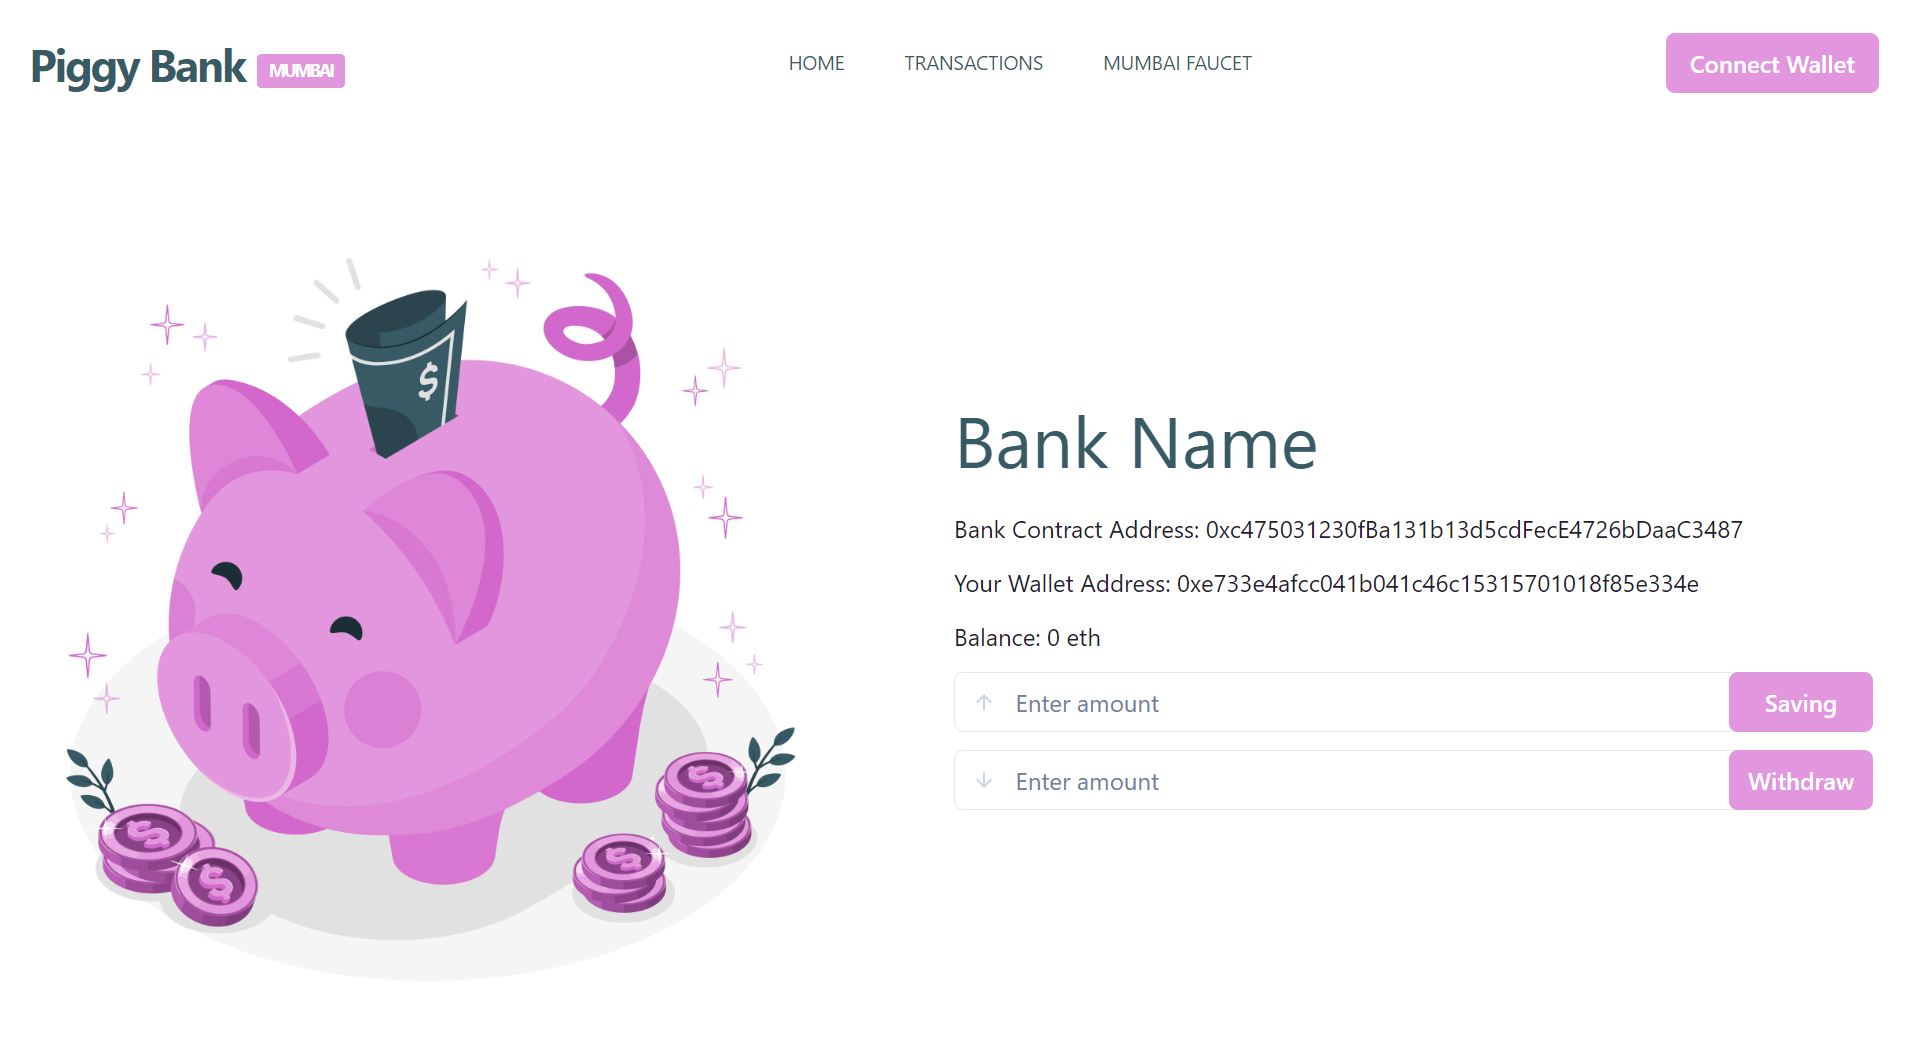 Piggy Bank MUMBAI
HOME TRANSACTIONS MUMBAI FAUCET
Connect Wallet
$
Bank Name
Bank Contract Address: 0xc475031230fBa131b13d5cdFecE4726bDaaC3487
Your Wallet Address: 0xe733e4afcc041b041c46c15315701018f85e334e
Balance: 0 eth
Enter amount Saving
Enter amount Withdraw
$
$
$
$